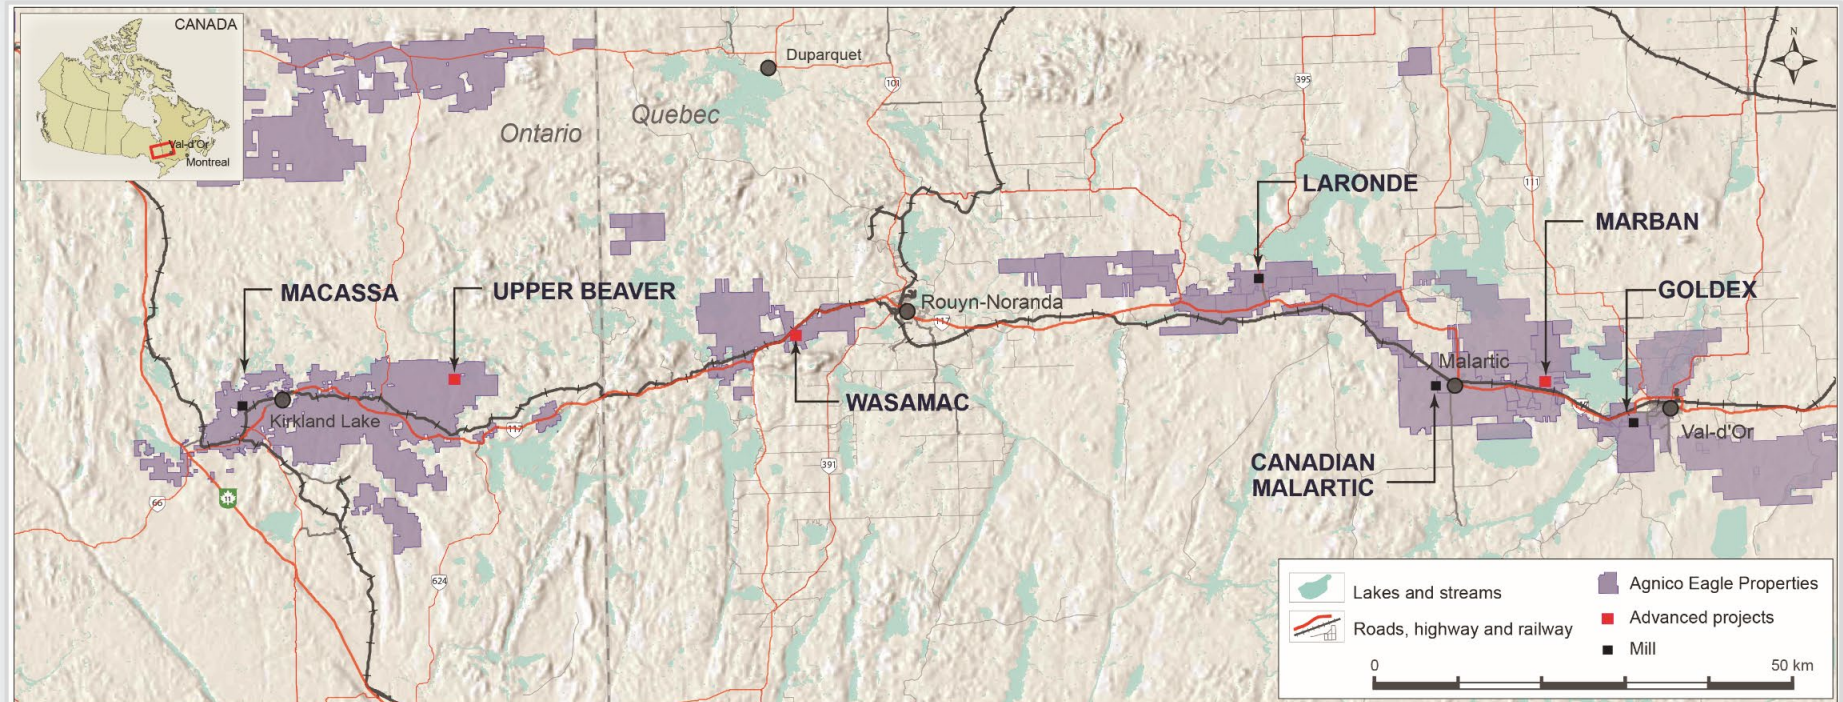 CANADA
Val-d'Or
Montreal
N
Duparquet
Quebec
Ontario
101
395
111
LARONDE
MARBAN
GOLDEX
MACASSA
UPPER BEAVER
Rouyn-Noranda
117
WASAMAC
Malartic
Kirkland Lake
117
Val-d'Or
CANADIAN
MALARTIC
391
66
11
624
Lakes and streams
Roads, highway and railway
Agnico Eagle Properties
Advanced projects
Mill
0 50 km